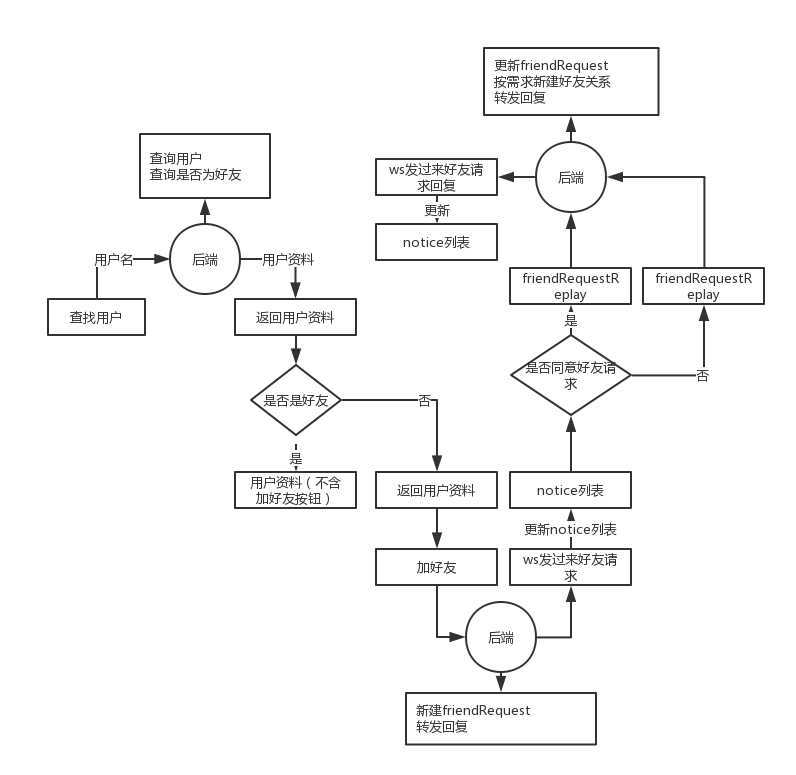 更新friendRequest
按需求新建好友关系
转发回复
查询用户
查询是否为好友
ws发过来好友请
求回复
后端
更新
notice列表
用户名
后端
用户资料
friendRequestR
eplay
friendRequestR
eplay
查找用户
返回用户资料
是
是否同意好友请
求
否
是否是好友
否
是
用户资料（不含
加好友按钮）
返回用户资料
notice列表
更新notice列表
加好友
ws发过来好友请
求
后端
新建friendRequest
转发回复